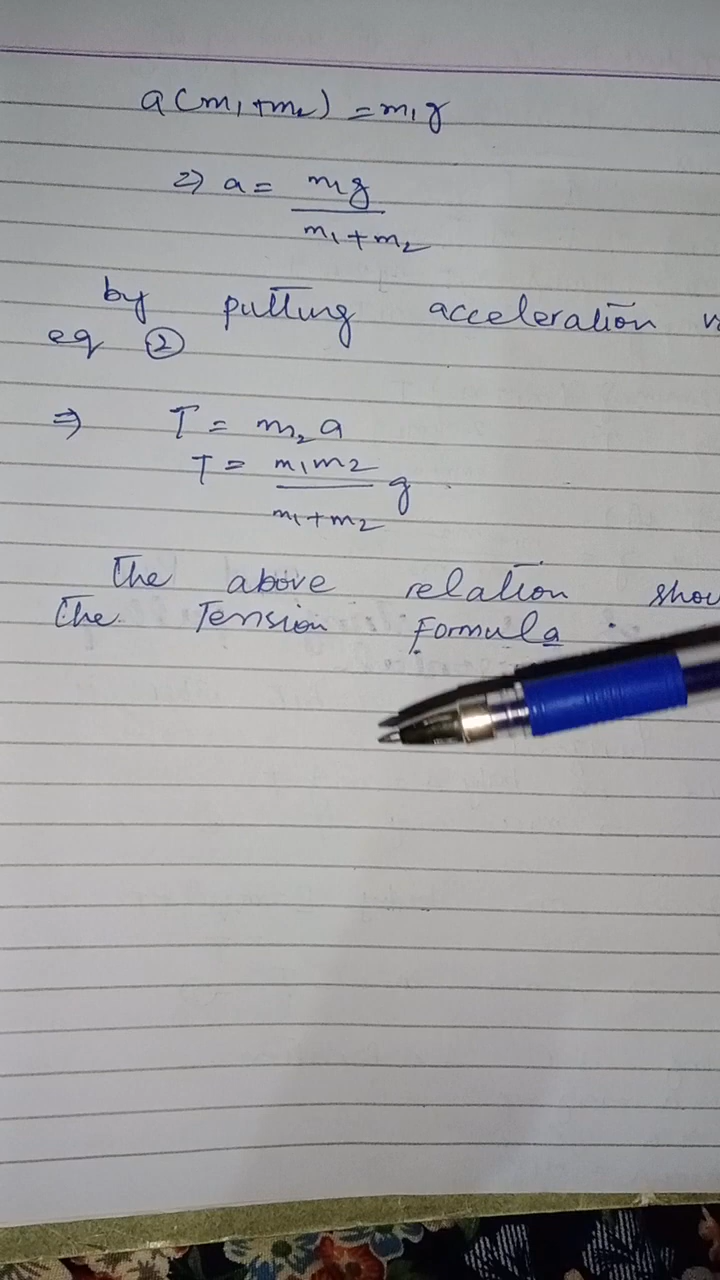 a(m₁+m₂) = m₁g
=> a = mg / m₁+m₂
by putting acceleration
eq ②
=> T = m₂a
T = m₁m₂ / m₁+m₂ g
The above relation
The Tension Formula.